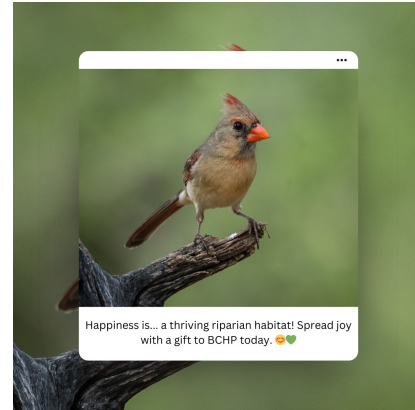 Happiness is... a thriving riparian habitat! Spread joy
with a gift to BCHP today. 😊💚